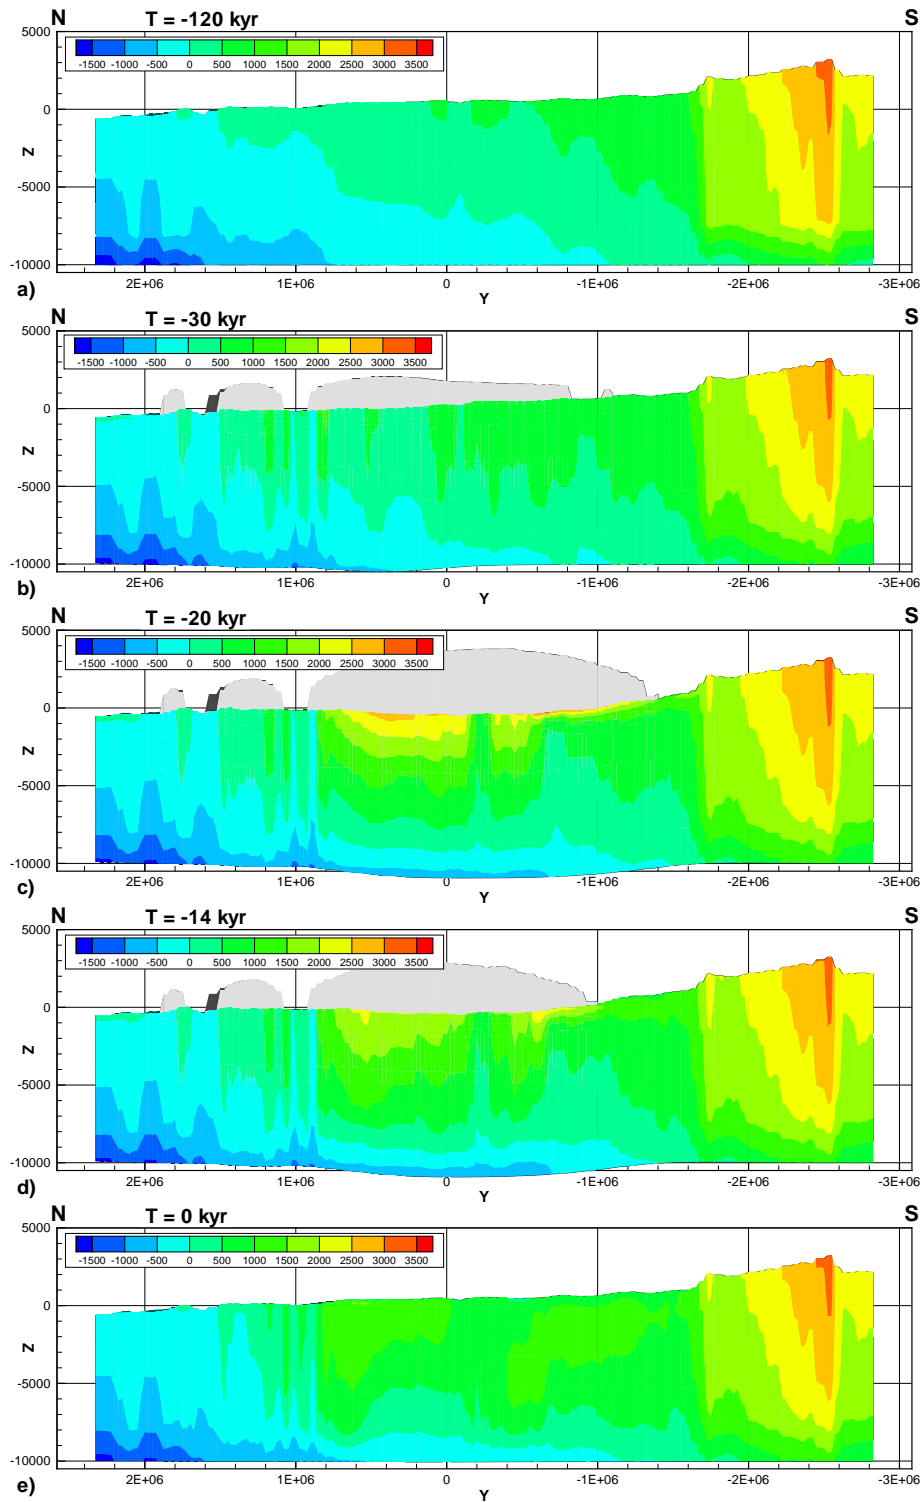 N T = -120 kyr S
5000
-1500 -1000 -500 0 500 1000 1500 2000 2500 3000 3500
0
Z
-5000
-10000
a) 2E+06 1E+06 0 -1E+06 -2E+06 -3E+06
Y
N T = -30 kyr S
5000
-1500 -1000 -500 0 500 1000 1500 2000 2500 3000 3500
0
Z
-5000
-10000
b) 2E+06 1E+06 0 -1E+06 -2E+06 -3E+06
Y
N T = -20 kyr S
5000
-1500 -1000 -500 0 500 1000 1500 2000 2500 3000 3500
0
Z
-5000
-10000
c) 2E+06 1E+06 0 -1E+06 -2E+06 -3E+06
Y
N T = -14 kyr S
5000
-1500 -1000 -500 0 500 1000 1500 2000 2500 3000 3500
0
Z
-5000
-10000
d) 2E+06 1E+06 0 -1E+06 -2E+06 -3E+06
Y
N T = 0 kyr S
5000
-1500 -1000 -500 0 500 1000 1500 2000 2500 3000 3500
0
Z
-5000
-10000
e) 2E+06 1E+06 0 -1E+06 -2E+06 -3E+06
Y